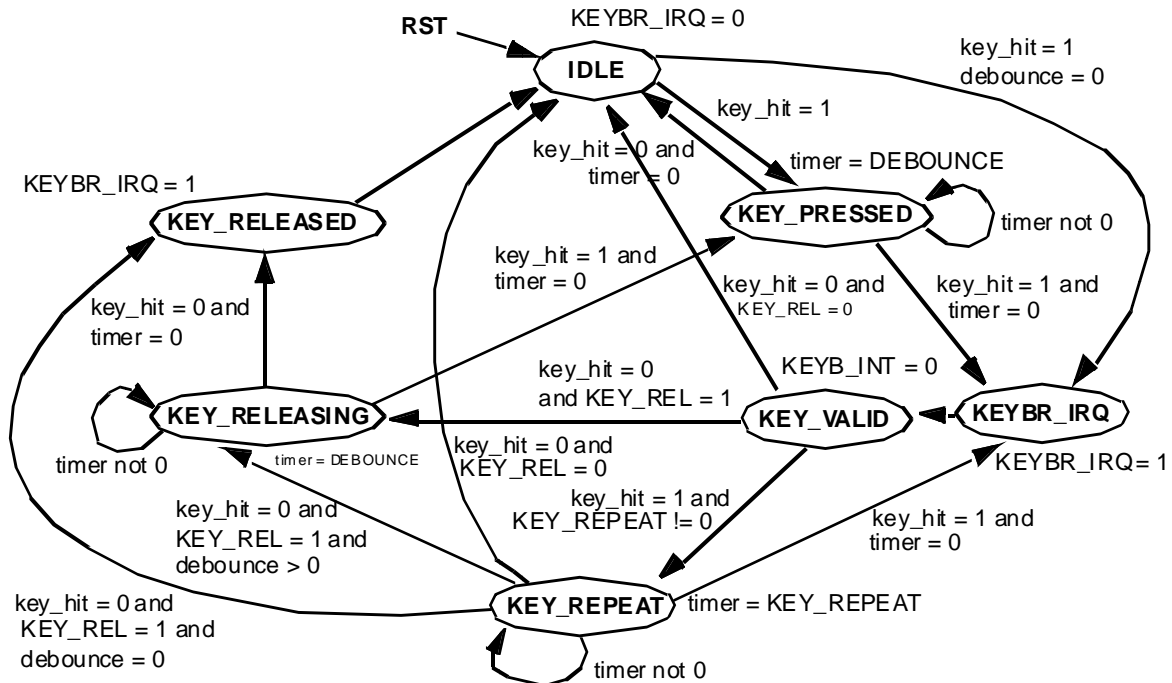 KEYBR_IRQ = 0
RST
IDLE
key_hit = 1
debounce = 0
key_hit = 1
key_hit = 0 and
timer = 0
timer = DEBOUNCE
KEYBR_IRQ = 1
KEY_RELEASED
KEY_PRESSED
timer not 0
key_hit = 1 and
timer = 0
key_hit = 0 and
KEY_REL = 0
key_hit = 1 and
timer = 0
key_hit = 0 and
timer = 0
KEYB_INT = 0
key_hit = 0
and KEY_REL = 1
KEY_RELEASING
KEY_VALID
KEYBR_IRQ
timer not 0
timer = DEBOUNCE
key_hit = 0 and
KEY_REL = 0
KEYBR_IRQ = 1
key_hit = 0 and
KEY_REL = 1 and
debounce > 0
key_hit = 1 and
KEY_REPEAT != 0
key_hit = 1 and
timer = 0
key_hit = 0 and
KEY_REL = 1 and
debounce = 0
KEY_REPEAT
timer = KEY_REPEAT
timer not 0